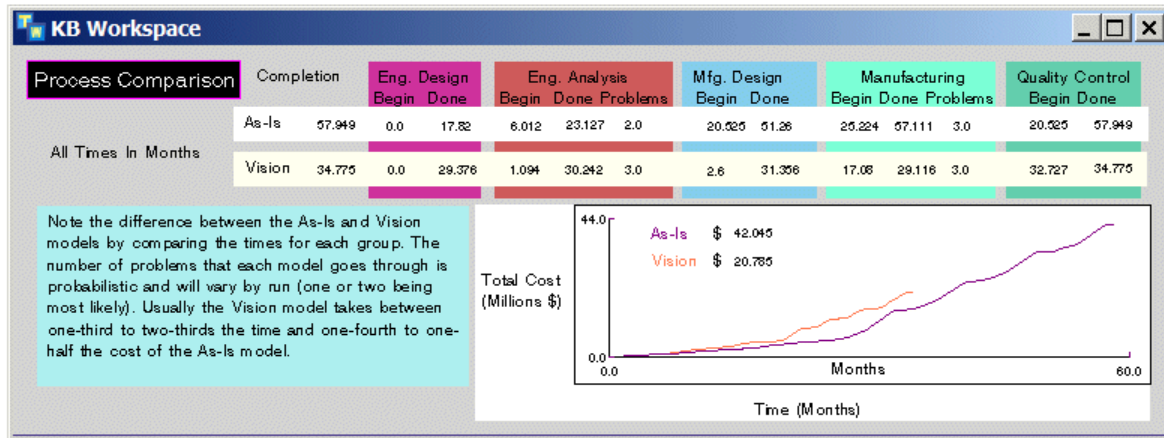 TW KB Workspace
Process Comparison Completion Eng. Design Eng. Analysis Mfg. Design Manufacturing Quality Control
Begin Done Begin Done Problems Begin Done Begin Done Problems Begin Done
As-Is 57.949 0.0 17.82 6.012 23.127 2.0 20.525 51.26 25.224 57.111 3.0 20.525 57.949
All Times In Months
Vision 34.775 0.0 29.376 1.094 30.242 3.0 2.6 31.356 17.08 29.116 3.0 32.727 34.775
Note the difference between the As-Is and Vision
models by comparing the times for each group. The
number of problems that each model goes through is
probabilistic and will vary by run (one or two being
most likely). Usually the Vision model takes between
one-third to two-thirds the time and one-fourth to one-
half the cost of the As-Is model.
Total Cost
(Millions $)
44.0
As-Is $ 42.045
Vision $ 20.785
0.0
0.0 Months 60.0
Time (Months)